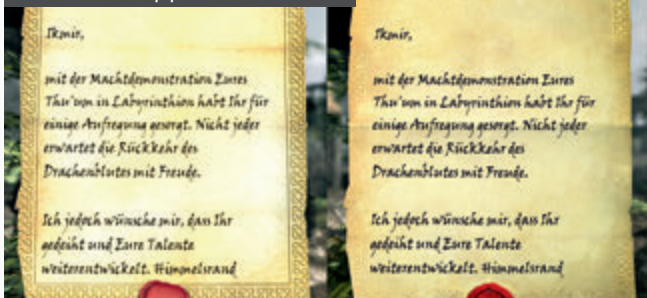 Ikmir,
mit der Machtdemonstration Eures
Thu'um in Labyrinthion habt Ihr für
einige Aufregung gesorgt. Nicht jeder
erwartet die Rückkehr des
Drachenblutes mit Freude.
Ich jedoch wünsche mir, dass Ihr
gedeiht und Eure Talente
weiterentwickelt. Himmelsrand
Ikmir,
mit der Machtdemonstration Eures
Thu'um in Labyrinthion habt Ihr für
einige Aufregung gesorgt. Nicht jeder
erwartet die Rückkehr des
Drachenblutes mit Freude.
Ich jedoch wünsche mir, dass Ihr
gedeiht und Eure Talente
weiterentwickelt. Himmelsrand